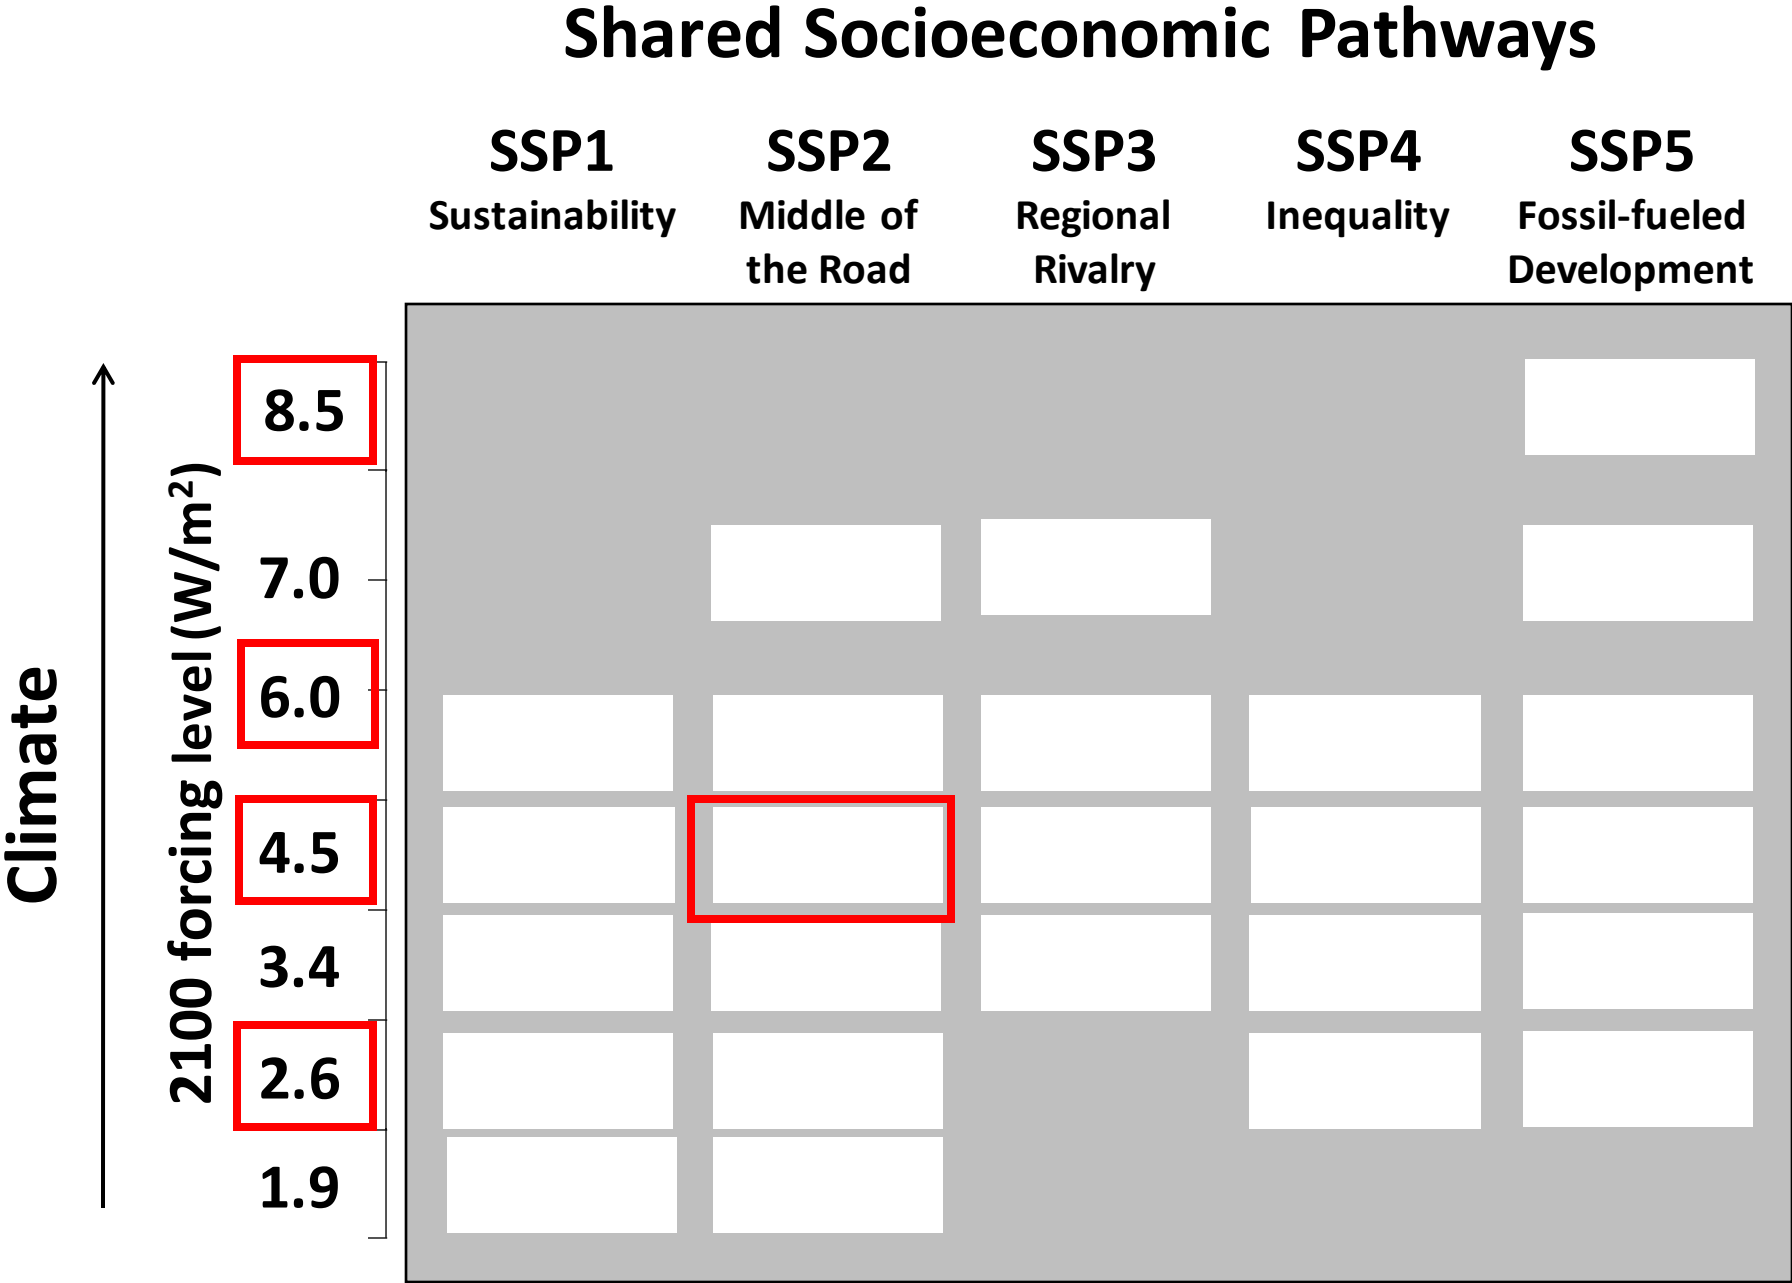 Shared Socioeconomic Pathways
SSP1
Sustainability
SSP2
Middle of
the Road
SSP3
Regional
Rivalry
SSP4
Inequality
SSP5
Fossil-fueled
Development
Climate
2100 forcing level (W/m²)
8.5
7.0
6.0
4.5
3.4
2.6
1.9